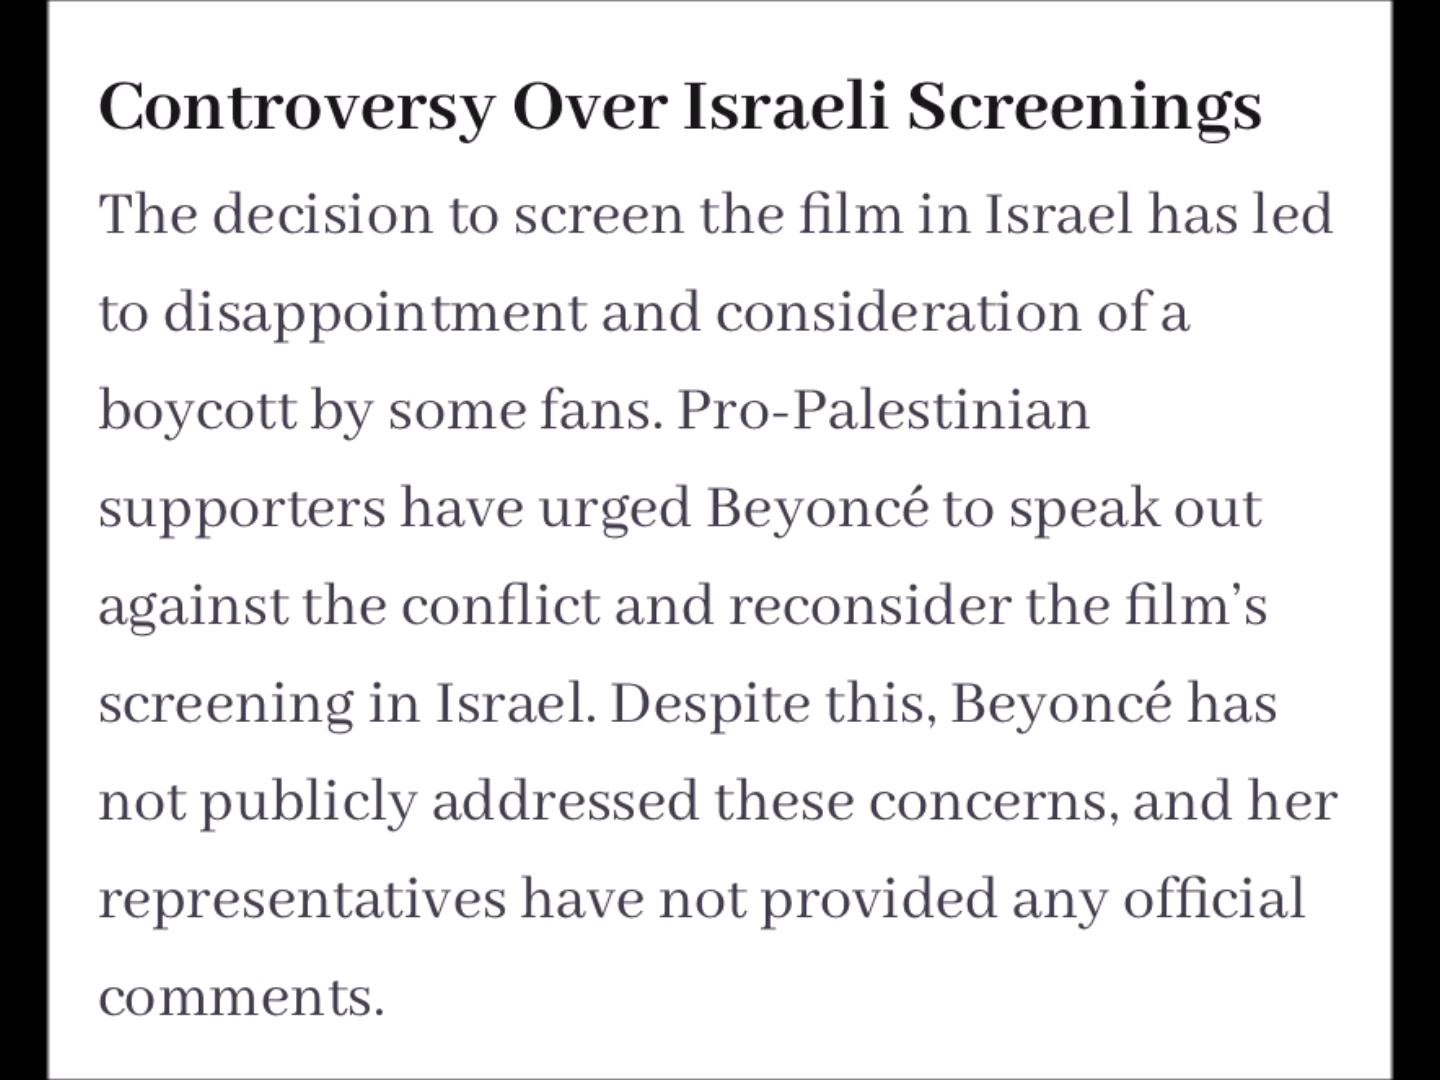 Controversy Over Israeli Screenings
The decision to screen the film in Israel has led
to disappointment and consideration of a
boycott by some fans. Pro-Palestinian
supporters have urged Beyoncé to speak out
against the conflict and reconsider the film’s
screening in Israel. Despite this, Beyoncé has
not publicly addressed these concerns, and her
representatives have not provided any official
comments.